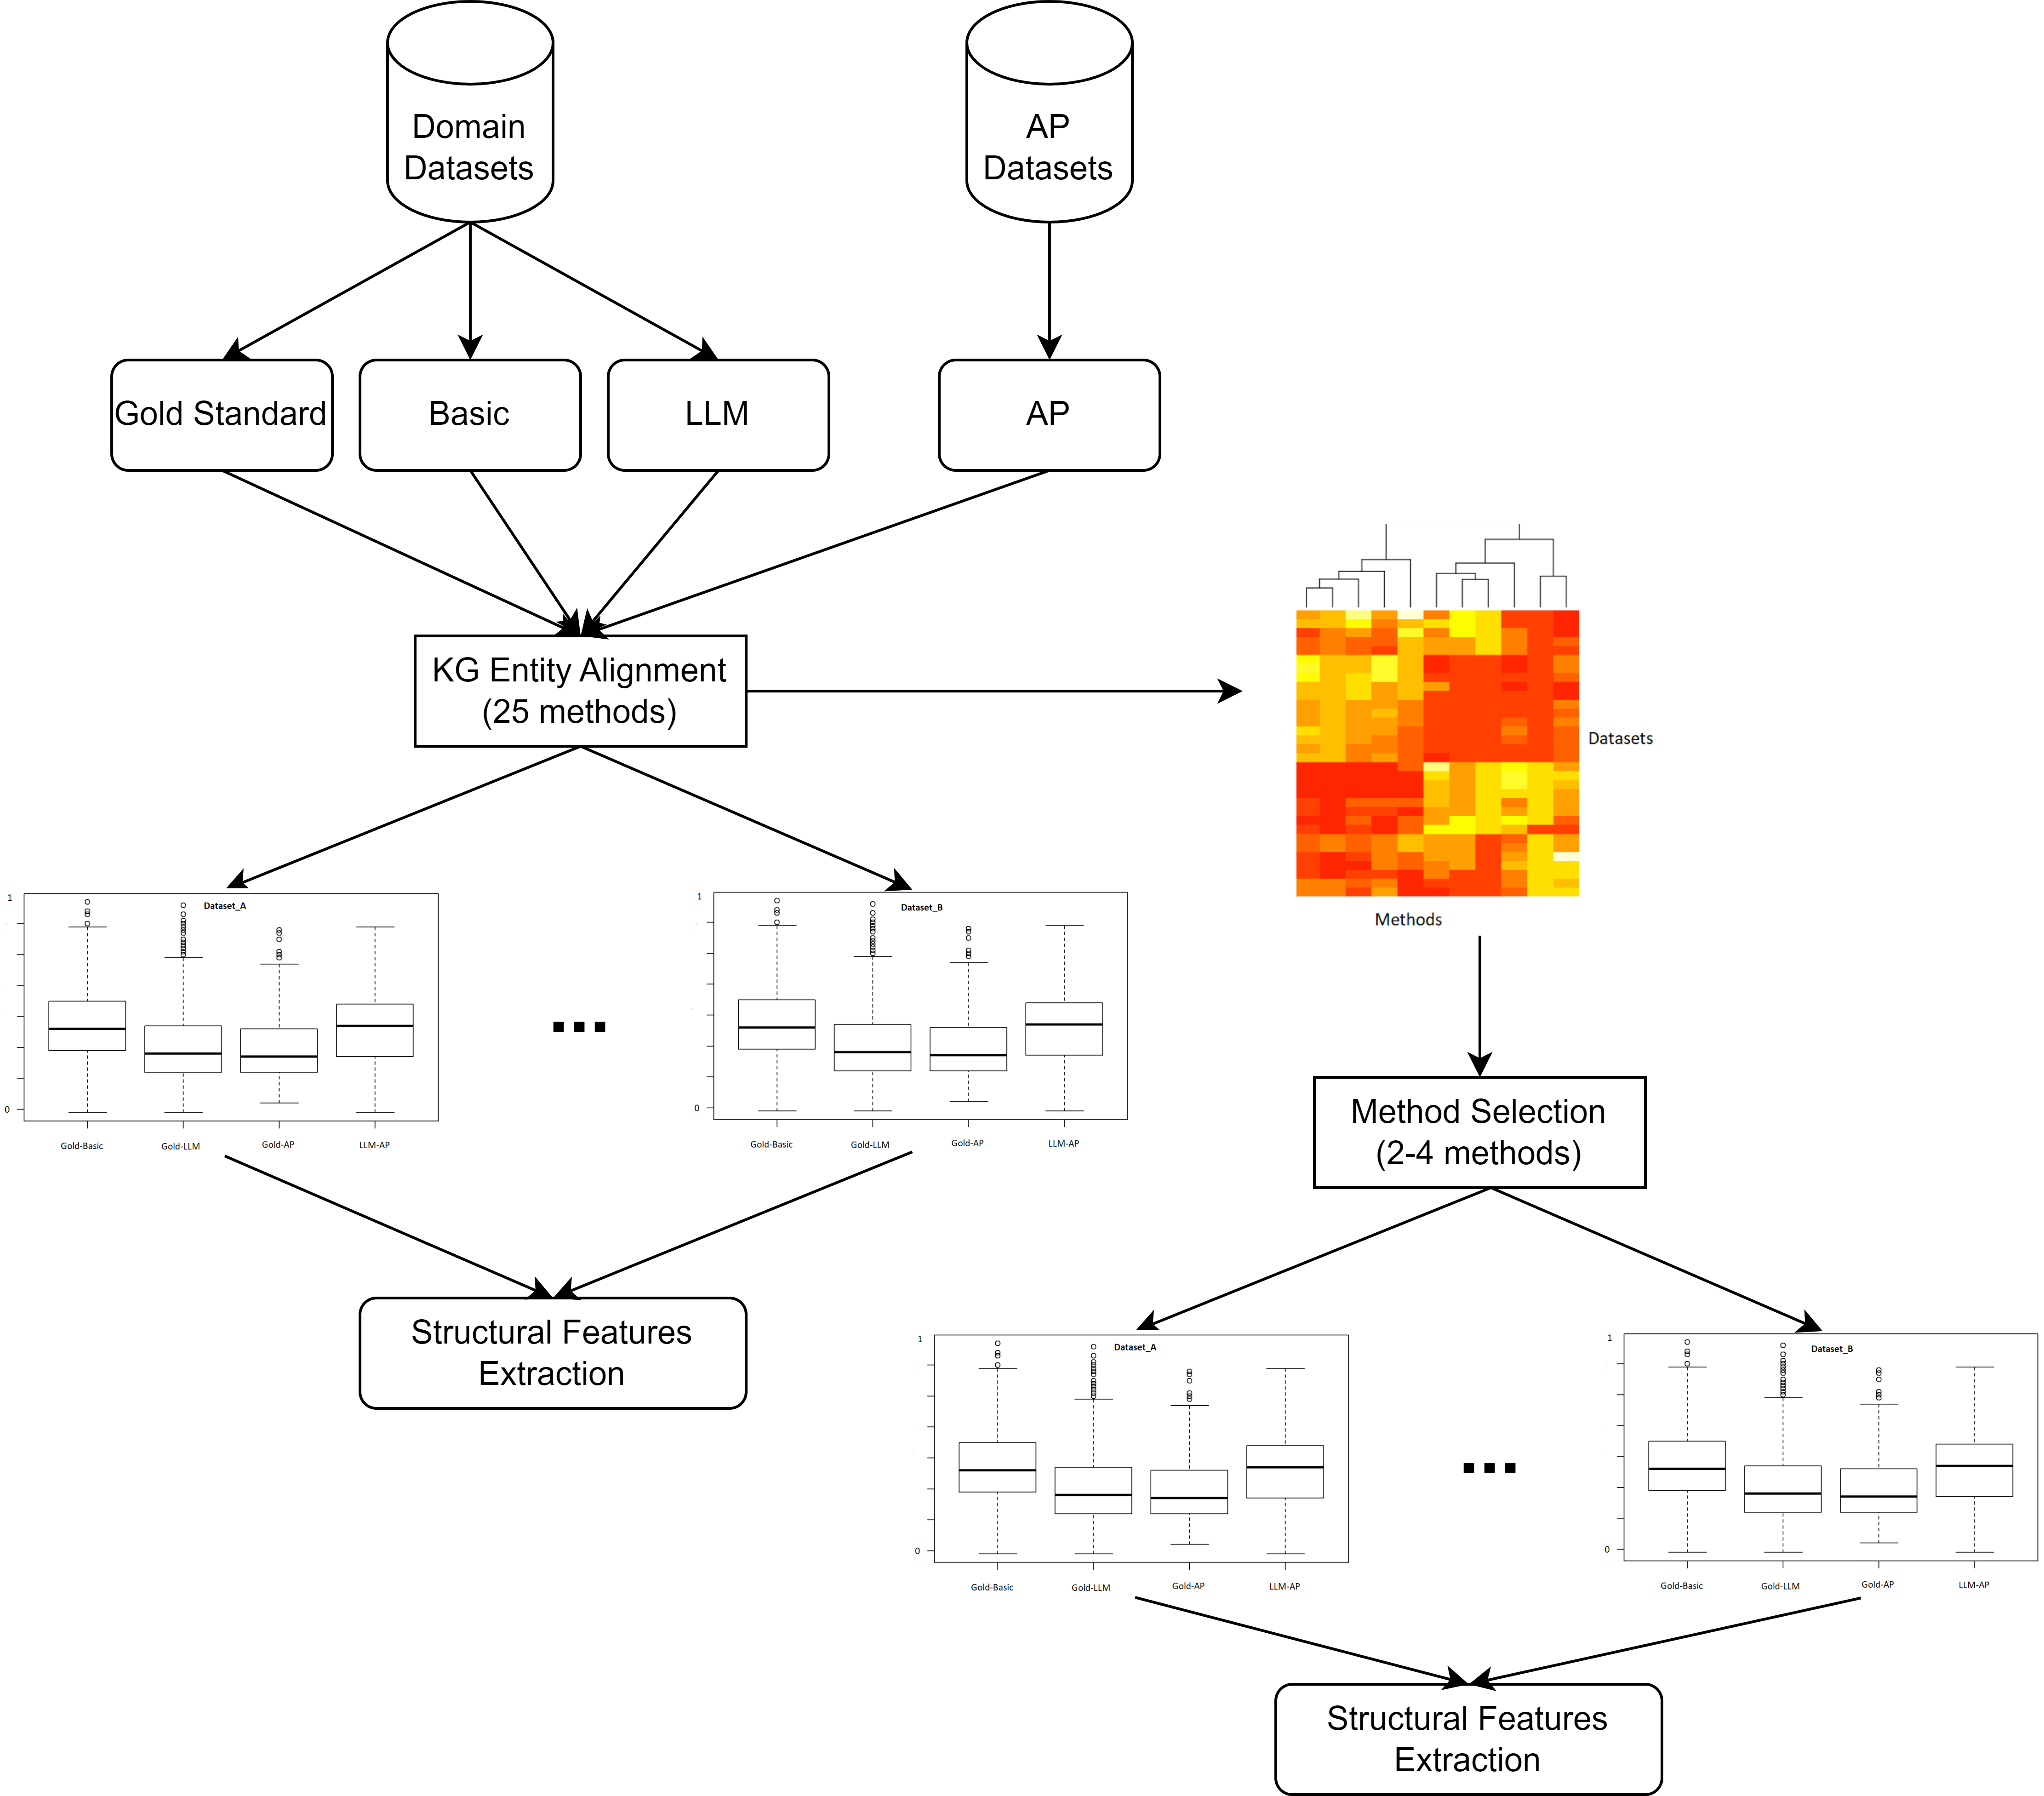 Domain
Datasets
AP
Datasets
Gold Standard
Basic
LLM
AP
KG Entity Alignment
(25 methods)
Datasets
Methods
1
Dataset_A
0
Gold-Basic
Gold-LLM
Gold-AP
LLM-AP
...
1
Dataset_B
0
Gold-Basic
Gold-LLM
Gold-AP
LLM-AP
Method Selection
(2-4 methods)
Structural Features
Extraction
1
Dataset_A
0
Gold-Basic
Gold-LLM
Gold-AP
LLM-AP
...
1
Dataset_B
0
Gold-Basic
Gold-LLM
Gold-AP
LLM-AP
Structural Features
Extraction